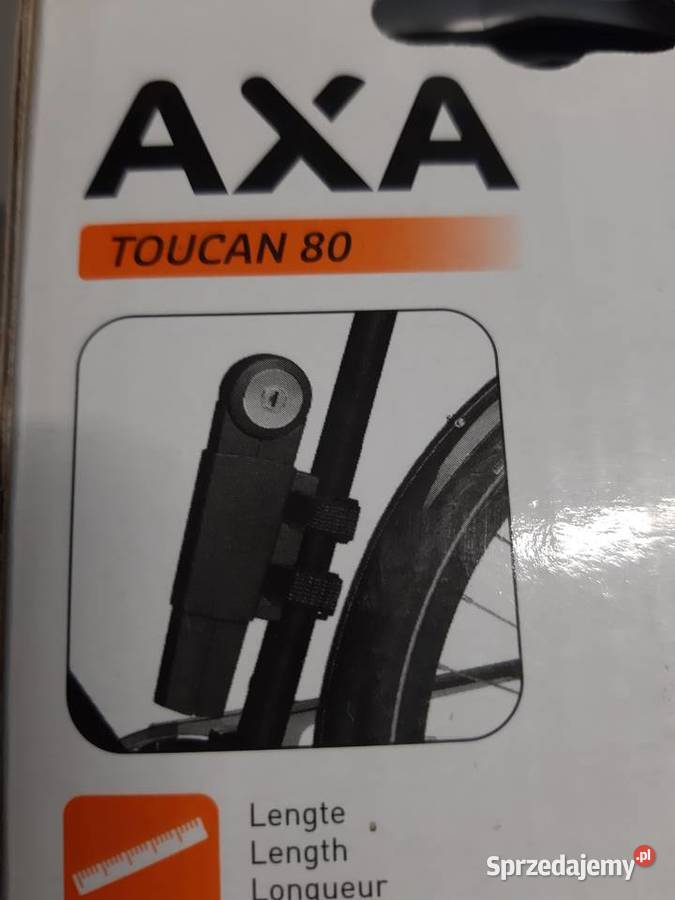 AXA
TOUCAN 80
Lengte
Length
Longueur
Sprzedajemy.pl